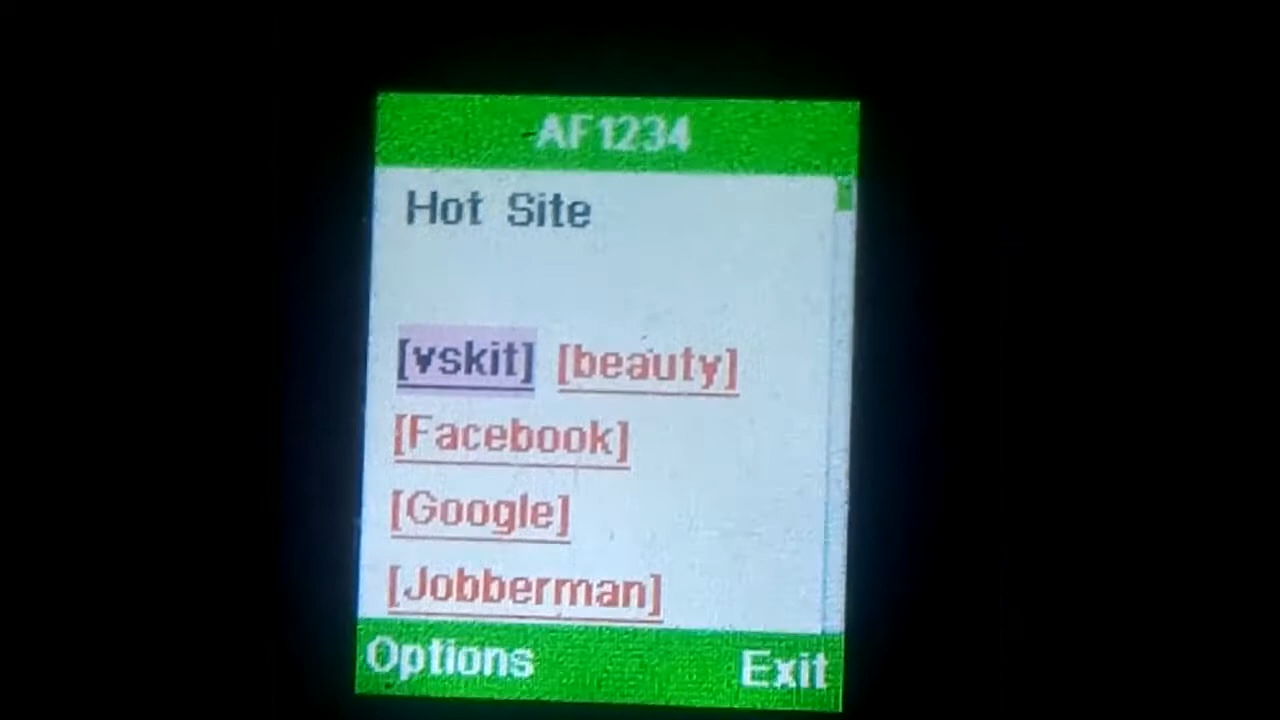 AF1234
Hot Site
[vskit] [beauty]
[Facebook]
[Google]
[Jobberman]
Options Exit